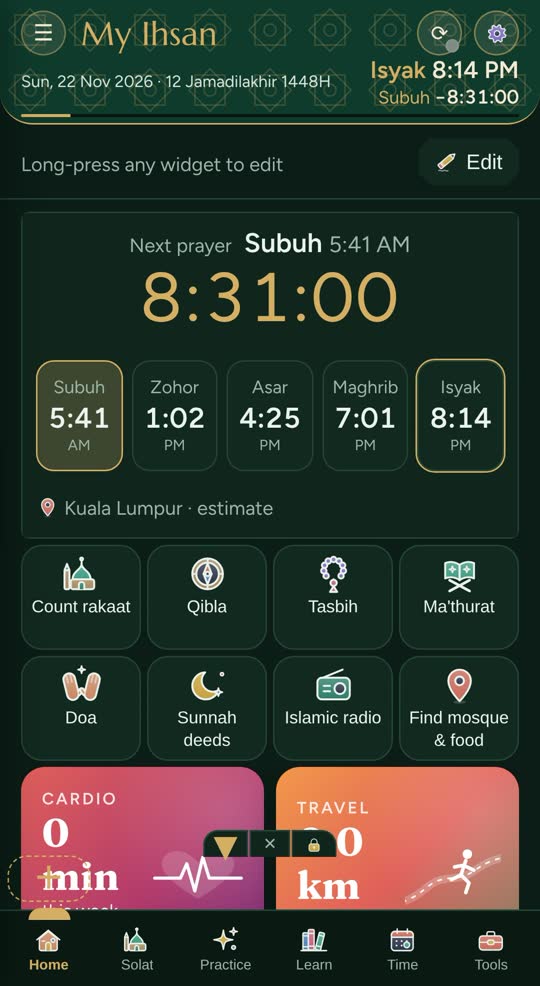 My Ihsan
Sun, 22 Nov 2026 · 12 Jamadilakhir 1448H
Isyak 8:14 PM
Subuh −8:31:00
Long-press any widget to edit
Edit
Next prayer Subuh 5:41 AM
8:31:00
Subuh
5:41
AM
Zohor
1:02
PM
Asar
4:25
PM
Maghrib
7:01
PM
Isyak
8:14
PM
Kuala Lumpur · estimate
Count rakaat
Qibla
Tasbih
Ma'thurat
Doa
Sunnah
deeds
Islamic radio
Find mosque
& food
CARDIO
0
min
this week
TRAVEL
km
Home
Solat
Practice
Learn
Time
Tools